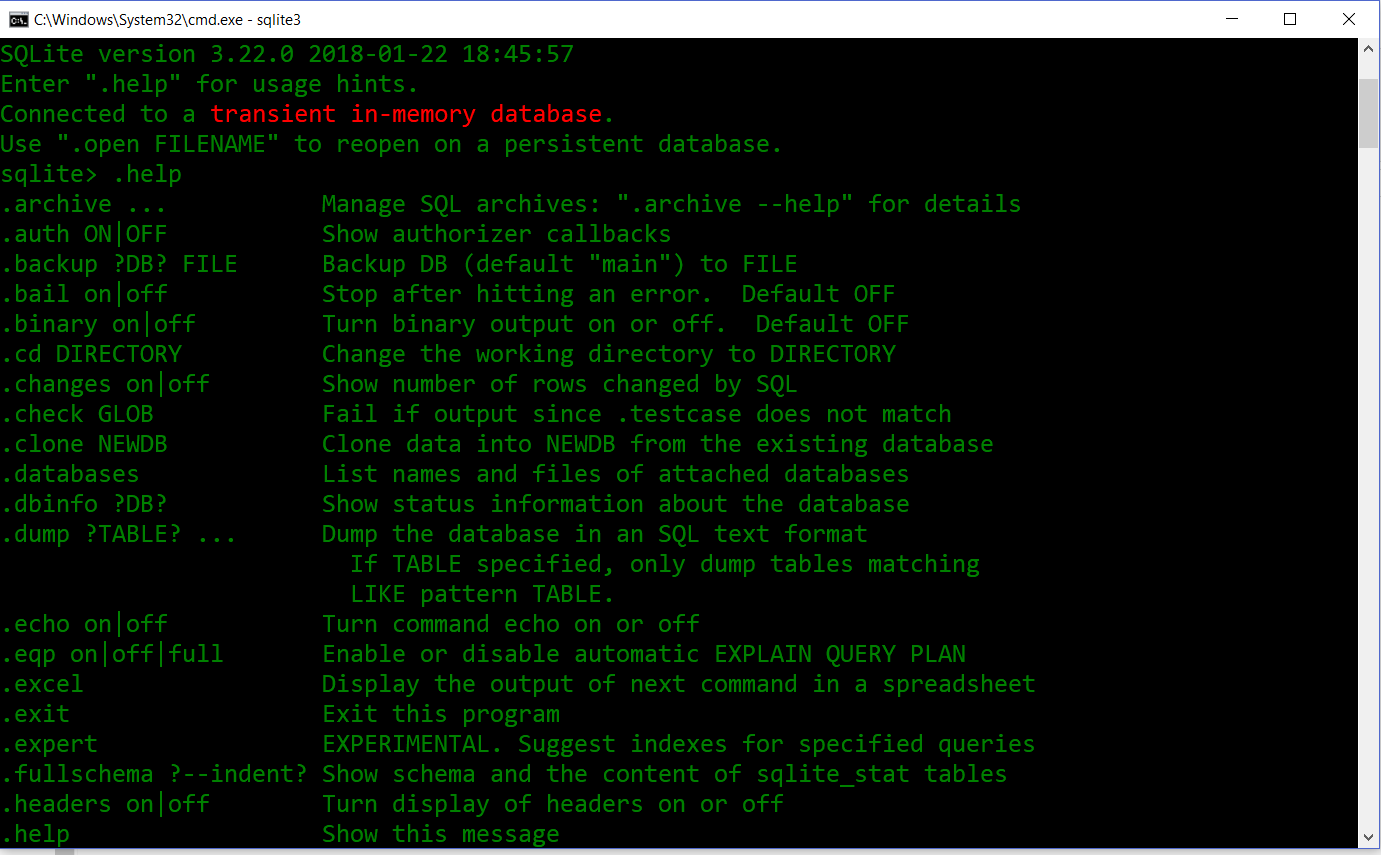 C:\Windows\System32\cmd.exe - sqlite3
SQLite version 3.22.0 2018-01-22 18:45:57
Enter ".help" for usage hints.
Connected to a transient in-memory database.
Use ".open FILENAME" to reopen on a persistent database.
sqlite> .help
.archive ...           Manage SQL archives: ".archive --help" for details
.auth ON|OFF           Show authorizer callbacks
.backup ?DB? FILE      Backup DB (default "main") to FILE
.bail on|off           Stop after hitting an error.  Default OFF
.binary on|off         Turn binary output on or off.  Default OFF
.cd DIRECTORY          Change the working directory to DIRECTORY
.changes on|off        Show number of rows changed by SQL
.check GLOB            Fail if output since .testcase does not match
.clone NEWDB           Clone data into NEWDB from the existing database
.databases             List names and files of attached databases
.dbinfo ?DB?           Show status information about the database
.dump ?TABLE? ...      Dump the database in an SQL text format
                         If TABLE specified, only dump tables matching
                         LIKE pattern TABLE.
.echo on|off           Turn command echo on or off
.eqp on|off|full       Enable or disable automatic EXPLAIN QUERY PLAN
.excel                 Display the output of next command in a spreadsheet
.exit                  Exit this program
.expert                EXPERIMENTAL. Suggest indexes for specified queries
.fullschema ?--indent? Show schema and the content of sqlite_stat tables
.headers on|off        Turn display of headers on or off
.help                  Show this message